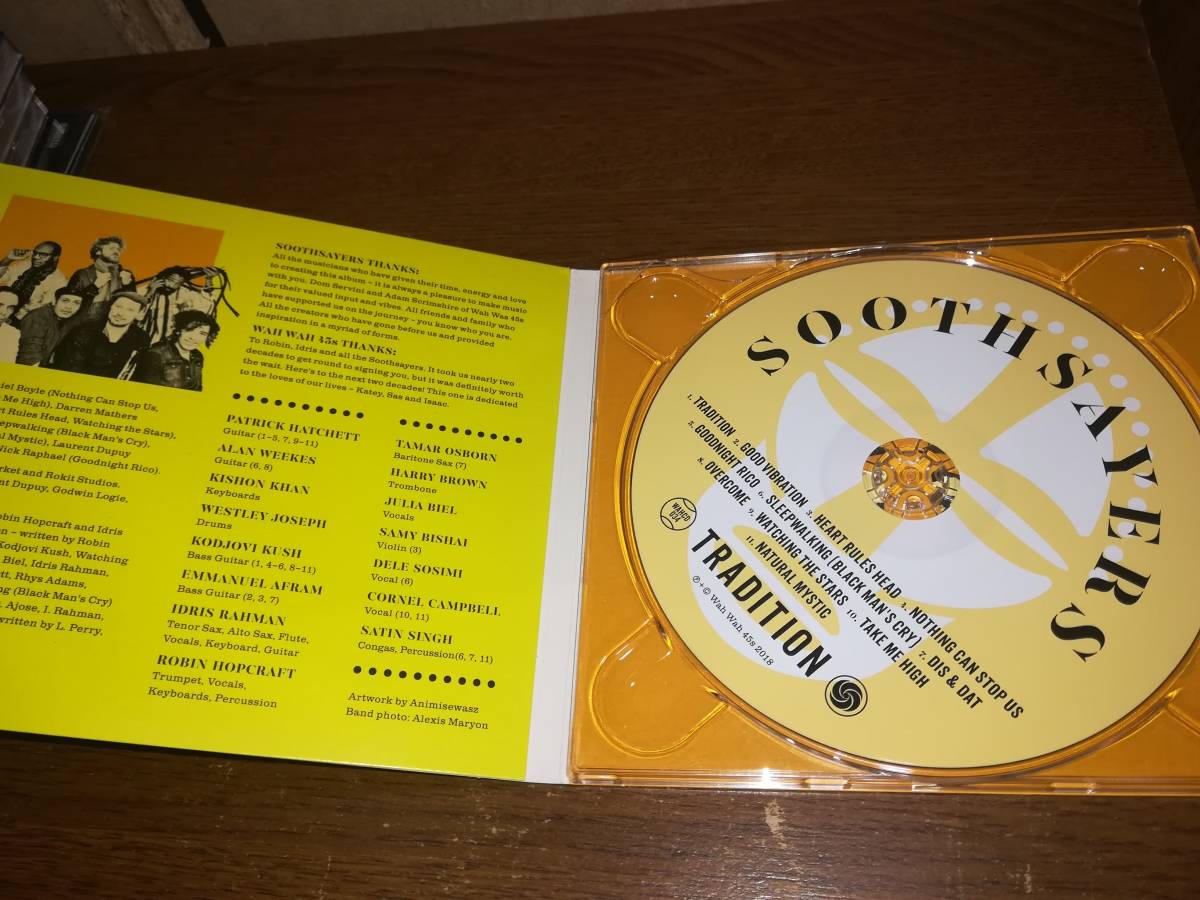 SOOTHSAYERS THANKS:
All the musicians who have given their time, energy and love
to creating this album – it is always a pleasure to make music
with you. Dom Servini and Adam Scrimshire of Wah Waa 45s
for their valued input and vibes. All friends and family who
have supported us on the journey – you know who you are.
All the creators who have gone before us and provided
inspiration in a myriad of forms.
WAH WAH 45s THANKS:
To Robin, Idris and all the Soothsayers. It took us nearly two
decades to get round to signing you, but it was definitely worth
the wait. Here's to the next two decades! This one is dedicated
to the loves of our lives – Katey, Sas and Isaac.
iel Boyle (Nothing Can Stop Us,
Me High), Darren Mathers
rt Rules Head, Watching the Stars),
epwalking (Black Man's Cry),
l Mystic), Laurent Dupuy
Nick Raphael (Goodnight Rico).
rket and Rokit Studios.
nt Dupuy, Godwin Logie,
Robin Hopcraft and Idris
n – written by Robin
Kodjovi Kush, Watching
Biel, Idris Rahman,
tt, Rhys Adams,
ng (Black Man's Cry)
. Ajose, I. Rahman,
written by L. Perry,
PATRICK HATCHETT
Guitar (1–5, 7, 9–11)
ALAN WEEKES
Guitar (6, 8)
KISHON KHAN
Keyboards
WESTLEY JOSEPH
Drums
KODJOVI KUSH
Bass Guitar (1, 4–6, 8–11)
EMMANUEL AFRAM
Bass Guitar (2, 3, 7)
IDRIS RAHMAN
Tenor Sax, Alto Sax, Flute,
Vocals, Keyboard, Guitar
ROBIN HOPCRAFT
Trumpet, Vocals,
Keyboards, Percussion
TAMAR OSBORN
Baritone Sax (7)
HARRY BROWN
Trombone
JULIA BIEL
Vocals
SAMY BISHAI
Violin (3)
DELE SOSIMI
Vocal (6)
CORNEL CAMPBELL
Vocal (10, 11)
SATIN SINGH
Congas, Percussion(6, 7, 11)
Artwork by Animisewasz
Band photo: Alexis Maryon
SOOTHSAYERS
1. TRADITION 2. GOOD VIBRATION 3. HEART RULES HEAD 4. NOTHING CAN STOP US
5. GOODNIGHT RICO 6. SLEEPWALKING (BLACK MAN'S CRY) 7. DIS & DAT
8. OVERCOME 9. WATCHING THE STARS 10. TAKE ME HIGH
11. NATURAL MYSTIC
WAHCD
034
TRADITION
℗ + © Wah Wah 45s 2018